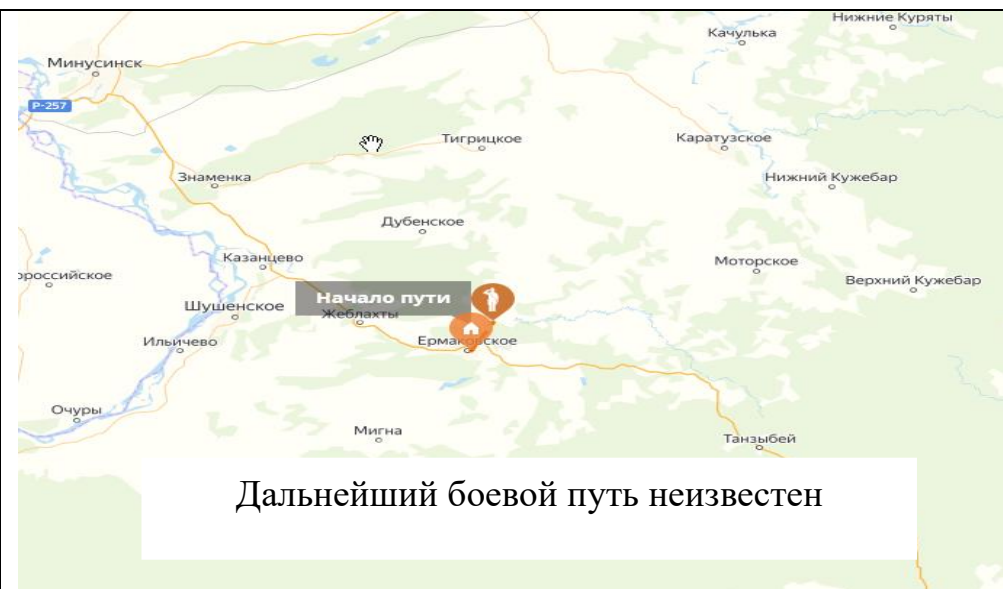 Нижние Куряты
Качулька
Минусинск
Р-257
Тигрицкое
Каратузское
Знаменка
Нижний Кужебар
Дубенское
Казанцево
Моторское
ороссийское
Верхний Кужебар
Начало пути
Шушенское
Жеблахты
Ильичево
Ермаковское
Очуры
Мигна
Танзыбей
Дальнейший боевой путь неизвестен